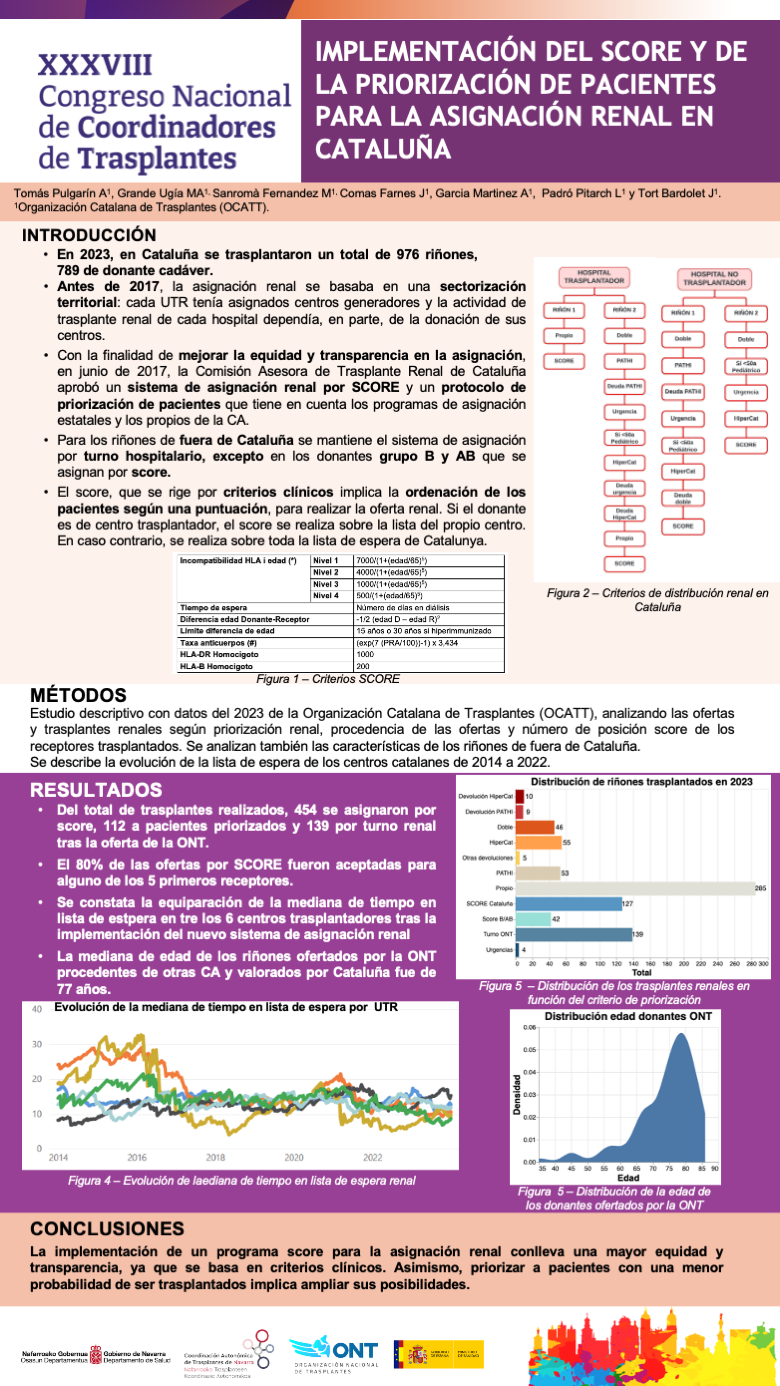 XXXVIII
Congreso Nacional
de Coordinadores
de Trasplantes
IMPLEMENTACIÓN DEL SCORE Y DE
LA PRIORIZACIÓN DE PACIENTES
PARA LA ASIGNACIÓN RENAL EN
CATALUÑA
Tomás Pulgarín A¹, Grande Ugía MA¹, Sanromà Fernandez M¹, Comas Farnes J¹, Garcia Martinez A¹, Padró Pitarch L¹ y Tort Bardolet J¹.
¹Organización Catalana de Trasplantes (OCATT).
INTRODUCCIÓN
• En 2023, en Cataluña se trasplantaron un total de 976 riñones,
789 de donante cadáver.
• Antes de 2017, la asignación renal se basaba en una sectorización
territorial: cada UTR tenía asignados centros generadores y la actividad de
trasplante renal de cada hospital dependía, en parte, de la donación de sus
centros.
• Con la finalidad de mejorar la equidad y transparencia en la asignación,
en junio de 2017, la Comisión Asesora de Trasplante Renal de Cataluña
aprobó un sistema de asignación renal por SCORE y un protocolo de
priorización de pacientes que tiene en cuenta los programas de asignación
estatales y los propios de la CA.
• Para los riñones de fuera de Cataluña se mantiene el sistema de asignación
por turno hospitalario, excepto en los donantes grupo B y AB que se
asignan por score.
• El score, que se rige por criterios clínicos implica la ordenación de los
pacientes según una puntuación, para realizar la oferta renal. Si el donante
es de centro trasplantador, el score se realiza sobre la lista del propio centro.
En caso contrario, se realiza sobre toda la lista de espera de Catalunya.
HOSPITAL
TRASPLANTADOR
RIÑÓN 1
Propio
SCORE
RIÑÓN 2
Doble
PATHI
Deuda PATHI
Urgencia
Si <50a
Pediátrico
HiperCat
Deuda
urgencia
Deuda
HiperCat
Propio
SCORE
HOSPITAL NO
TRASPLANTADOR
RIÑÓN 1
Doble
PATHI
Deuda PATHI
Urgencia
Si <50a
Pediátrico
HiperCat
Deuda
doble
SCORE
RIÑÓN 2
Doble
Si <50a
Pediátrico
Urgencia
HiperCat
SCORE
Figura 2 – Criterios de distribución renal en
Cataluña
Incompatibilidad HLA i edad (*) Nivel 1 7000/(1+(edad/65)⁵)
Nivel 2 4000/(1+(edad/65)⁵)
Nivel 3 1000/(1+(edad/65)⁵)
Nivel 4 500/(1+(edad/65)⁵)
Tiempo de espera Número de días en diálisis
Diferencia edad Donante-Receptor -1/2 (edad D – edad R)²
Limite diferencia de edad 15 años o 30 años si hiperimmunizado
Taxa anticuerpos (#) (exp(7 (PRA/100))-1) x 3,434
HLA-DR Homocigoto 1000
HLA-B Homocigoto 200
Figura 1 – Criterios SCORE
MÉTODOS
Estudio descriptivo con datos del 2023 de la Organización Catalana de Trasplantes (OCATT), analizando las ofertas
y trasplantes renales según priorización renal, procedencia de las ofertas y número de posición score de los
receptores trasplantados. Se analizan también las características de los riñones de fuera de Cataluña.
Se describe la evolución de la lista de espera de los centros catalanes de 2014 a 2022.
RESULTADOS
• Del total de trasplantes realizados, 454 se asignaron por
score, 112 a pacientes priorizados y 139 por turno renal
tras la oferta de la ONT.
• El 80% de las ofertas por SCORE fueron aceptadas para
alguno de los 5 primeros receptores.
• Se constata la equiparación de la mediana de tiempo en
lista de estpera en tre los 6 centros trasplantadores tras la
implementación del nuevo sistema de asignación renal
• La mediana de edad de los riñones ofertados por la ONT
procedentes de otras CA y valorados por Cataluña fue de
77 años.
Distribución de riñones trasplantados en 2023
Devolución HiperCat 10
Devolución PATHI 9
Doble 46
HiperCat 55
Otras devoluciones 5
PATHI 53
Propio 285
SCORE Cataluña 127
Score B/AB 42
Turno ONT 139
Urgencias 4
0 20 40 60 80 100 120 140 160 180 200 220 240 260 280 300
Total
Figura 5 – Distribución de los trasplantes renales en
función del criterio de priorización
Evolución de la mediana de tiempo en lista de espera por UTR
40
30
20
10
0
2014 2016 2018 2020 2022
Figura 4 – Evolución de laediana de tiempo en lista de espera renal
Distribución edad donantes ONT
Densidad
0.06
0.05
0.04
0.03
0.02
0.01
0.00
35 40 45 50 55 60 65 70 75 80 85 90
Edad
Figura 5 – Distribución de la edad de
los donantes ofertados por la ONT
CONCLUSIONES
La implementación de un programa score para la asignación renal conlleva una mayor equidad y
transparencia, ya que se basa en criterios clínicos. Asimismo, priorizar a pacientes con una menor
probabilidad de ser trasplantados implica ampliar sus posibilidades.
Nafarroako Gobernua Gobierno de Navarra
Osasun Departamentua Departamento de Salud
Coordinación Autonómica
de Trasplantes de Navarra
Nafarroako Trasplanteen
Koordinazio Autonomikoa
ONT
ORGANIZACIÓN NACIONAL
DE TRASPLANTES
GOBIERNO
DE ESPAÑA
MINISTERIO
DE SANIDAD